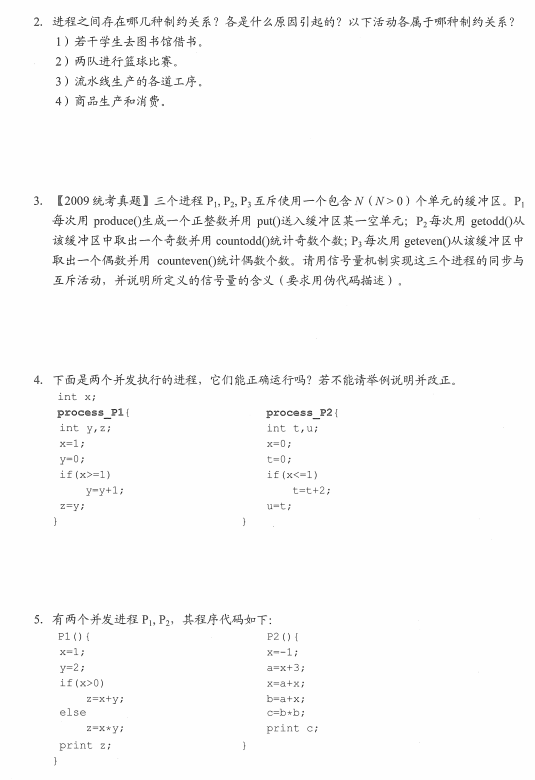 2. 进程之间存在哪几种制约关系？各是什么原因引起的？以下活动各属于哪种制约关系？
1）若干学生去图书馆借书。
2）两队进行篮球比赛。
3）流水线生产的各道工序。
4）商品生产和消费。
3. 【2009 统考真题】三个进程 P₁, P₂, P₃ 互斥使用一个包含 N（N > 0）个单元的缓冲区。P₁
每次用 produce()生成一个正整数并用 put()送入缓冲区某一空单元；P₂ 每次用 getodd()从
该缓冲区中取出一个奇数并用 countodd()统计奇数个数；P₃ 每次用 geteven()从该缓冲区中
取出一个偶数并用 counteven()统计偶数个数。请用信号量机制实现这三个进程的同步与
互斥活动，并说明所定义的信号量的含义（要求用伪代码描述）。
4. 下面是两个并发执行的进程，它们能正确运行吗？若不能请举例说明并改正。
int x;
process_P1{ process_P2{
int y,z; int t,u;
x=1; x=0;
y=0; t=0;
if(x>=1) if(x<=1)
y=y+1; t=t+2;
z=y; u=t;
} }
5. 有两个并发进程 P₁, P₂，其程序代码如下：
P1(){ P2(){
x=1; x=-1;
y=2; a=x+3;
if(x>0) x=a+x;
z=x+y; b=a+x;
else c=b*b;
z=x*y; print c;
print z; }
}